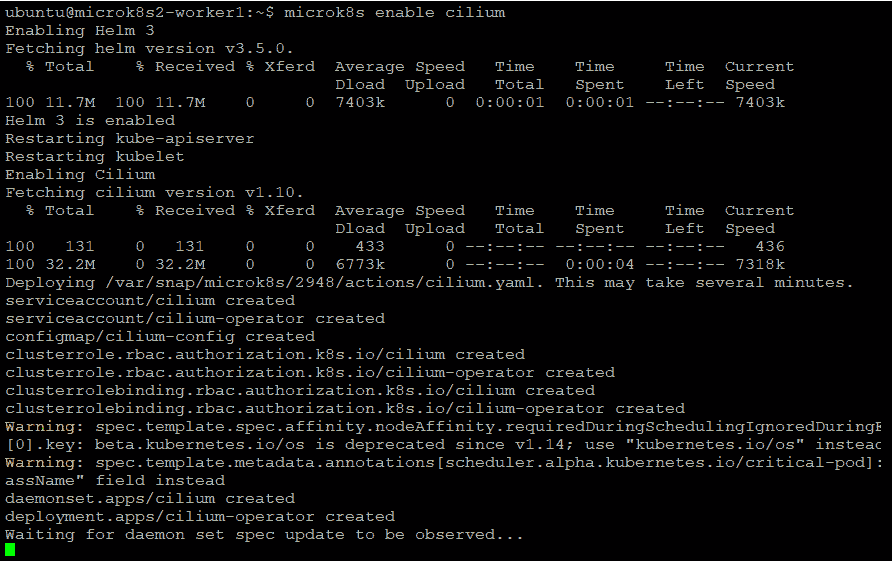 ubuntu@microk8s2-worker1:~$ microk8s enable cilium
Enabling Helm 3
Fetching helm version v3.5.0.
  % Total    % Received % Xferd  Average Speed   Time    Time     Time  Current
                                 Dload  Upload   Total   Spent    Left  Speed
100 11.7M  100 11.7M    0     0  7403k      0  0:00:01  0:00:01 --:--:-- 7403k
Helm 3 is enabled
Restarting kube-apiserver
Restarting kubelet
Enabling Cilium
Fetching cilium version v1.10.
  % Total    % Received % Xferd  Average Speed   Time    Time     Time  Current
                                 Dload  Upload   Total   Spent    Left  Speed
100   131    0   131    0     0    433      0 --:--:-- --:--:-- --:--:--   436
100 32.2M    0 32.2M    0     0  6773k      0 --:--:--  0:00:04 --:--:-- 7318k
Deploying /var/snap/microk8s/2948/actions/cilium.yaml. This may take several minutes.
serviceaccount/cilium created
serviceaccount/cilium-operator created
configmap/cilium-config created
clusterrole.rbac.authorization.k8s.io/cilium created
clusterrole.rbac.authorization.k8s.io/cilium-operator created
clusterrolebinding.rbac.authorization.k8s.io/cilium created
clusterrolebinding.rbac.authorization.k8s.io/cilium-operator created
Warning: spec.template.spec.affinity.nodeAffinity.requiredDuringSchedulingIgnoredDuringE
[0].key: beta.kubernetes.io/os is deprecated since v1.14; use "kubernetes.io/os" instead
Warning: spec.template.metadata.annotations[scheduler.alpha.kubernetes.io/critical-pod]:
assName" field instead
daemonset.apps/cilium created
deployment.apps/cilium-operator created
Waiting for daemon set spec update to be observed...